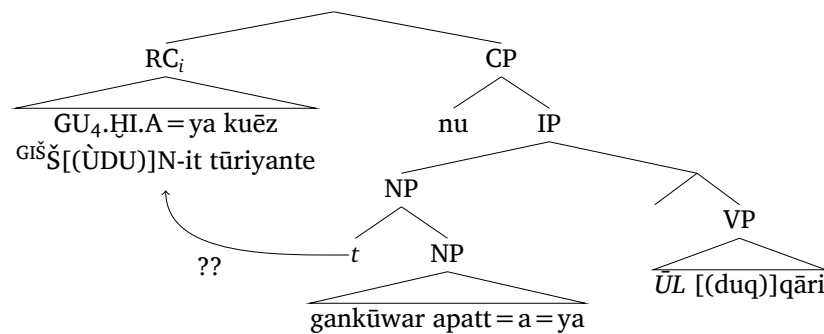 RCᵢ CP
GU₄.ḪI.A = ya kuēz
ᴳᴵˢ̌Š[(ÙDU)]N-it tūriyante
nu IP
NP
VP
t NP
??
ŪL [(duq)]qāri
gankūwar apatt = a = ya